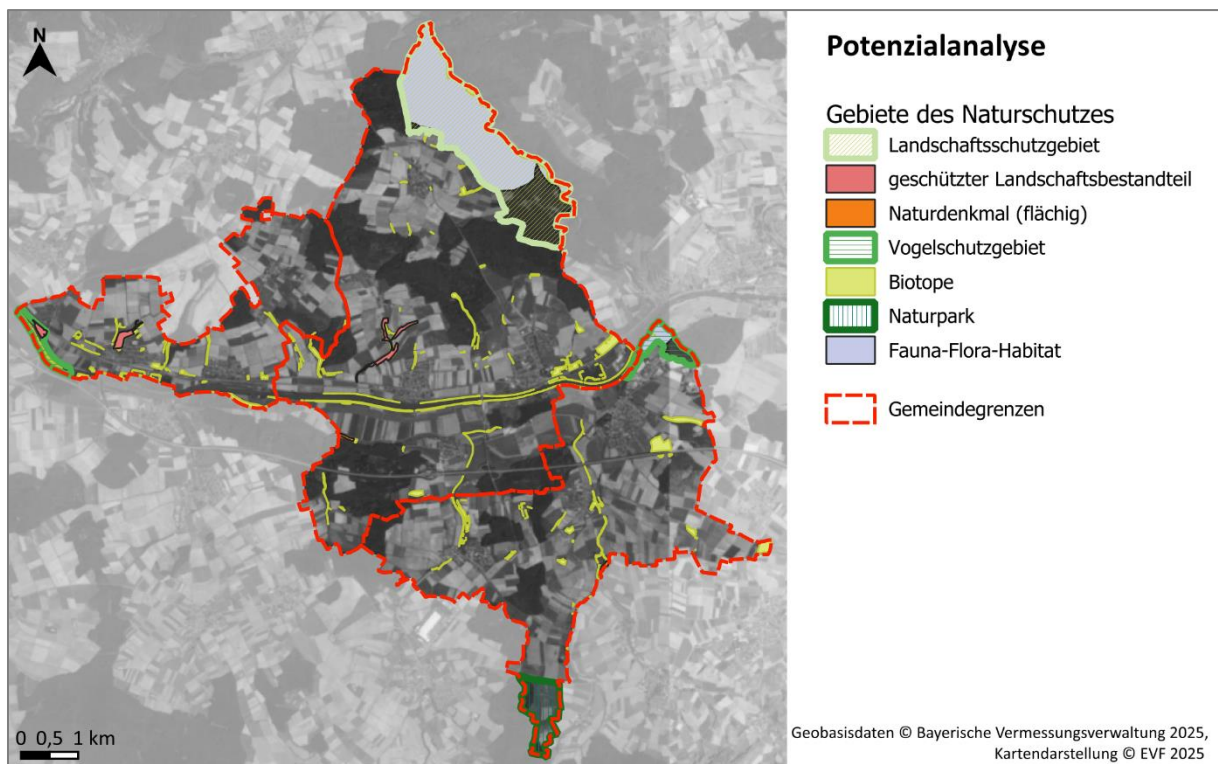 N
Potenzialanalyse
Gebiete des Naturschutzes
Landschaftsschutzgebiet
geschützter Landschaftsbestandteil
Naturdenkmal (flächig)
Vogelschutzgebiet
Biotope
Naturpark
Fauna-Flora-Habitat
Gemeindegrenzen
0 0,5 1 km
Geobasisdaten © Bayerische Vermessungsverwaltung 2025,
Kartendarstellung © EVF 2025